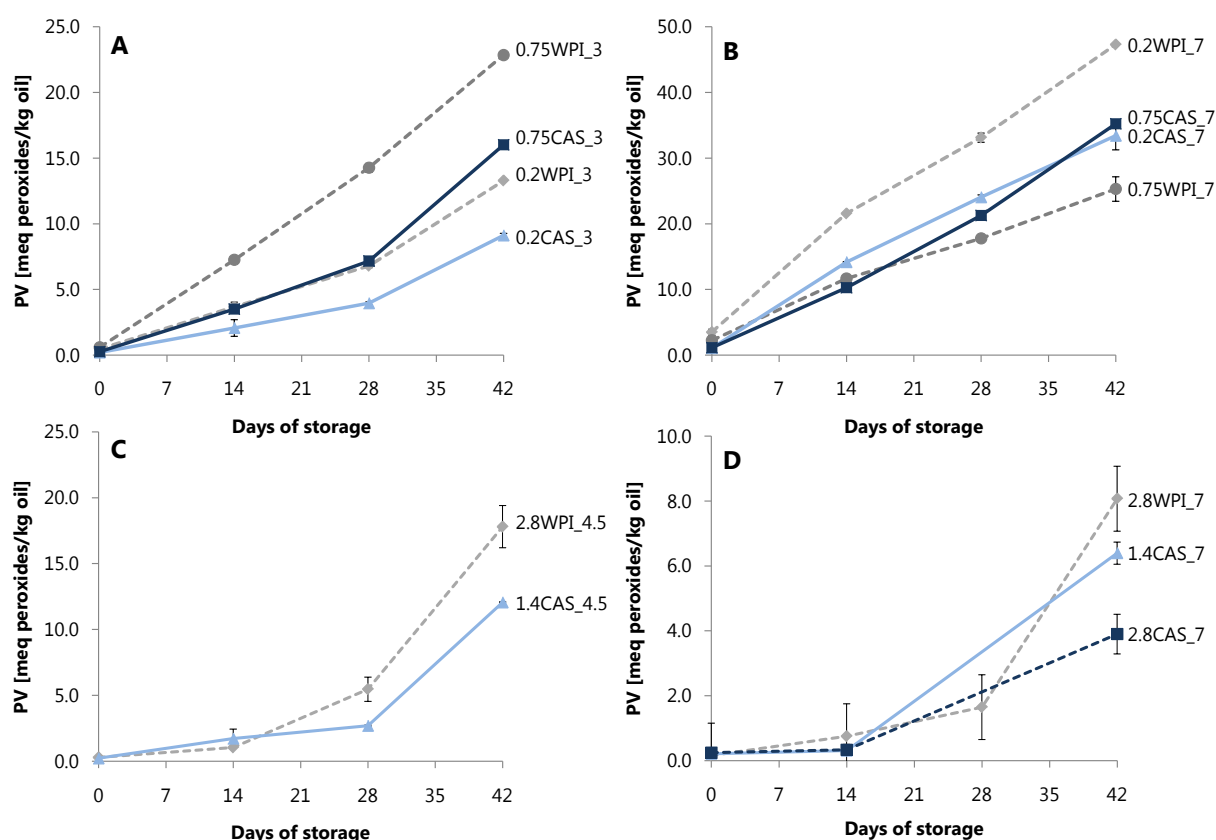 A
PV [meq peroxides/kg oil]
25.0
20.0
15.0
10.0
5.0
0.0
0 7 14 21 28 35 42
Days of storage
0.75WPI_3
0.75CAS_3
0.2WPI_3
0.2CAS_3
B
PV [meq peroxides/kg oil]
50.0
40.0
30.0
20.0
10.0
0.0
0 7 14 21 28 35 42
Days of storage
0.2WPI_7
0.75CAS_7
0.2CAS_7
0.75WPI_7
C
PV [meq peroxides/kg oil]
25.0
20.0
15.0
10.0
5.0
0.0
0 7 14 21 28 35 42
Days of storage
2.8WPI_4.5
1.4CAS_4.5
D
PV [meq peroxides/kg oil]
10.0
8.0
6.0
4.0
2.0
0.0
0 7 14 21 28 35 42
Days of storage
2.8WPI_7
1.4CAS_7
2.8CAS_7